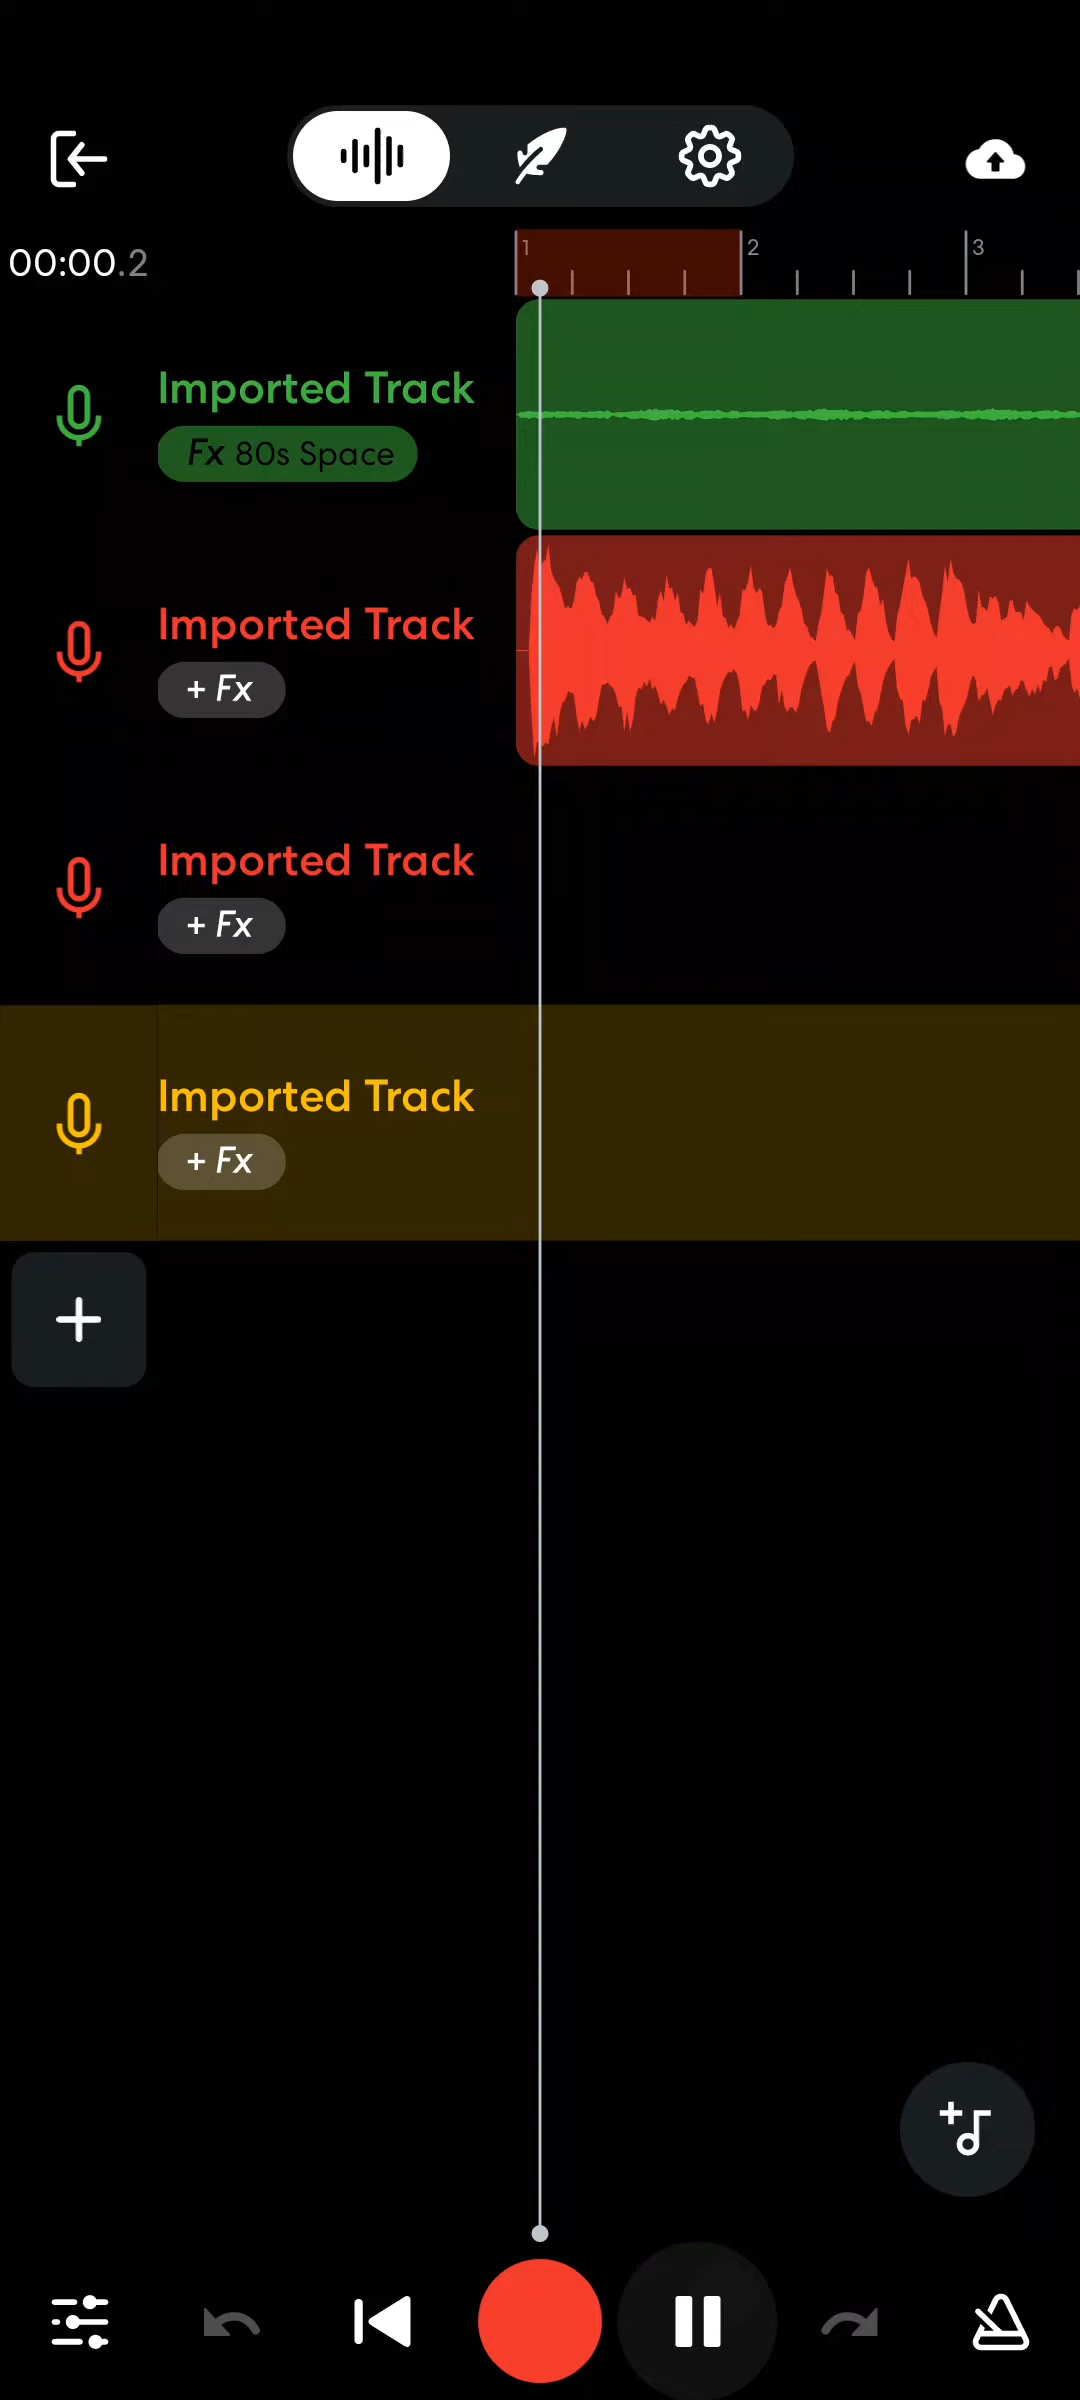 00:00.2
1
2
3
Imported Track
Fx 80s Space
Imported Track
+ Fx
Imported Track
+ Fx
Imported Track
+ Fx